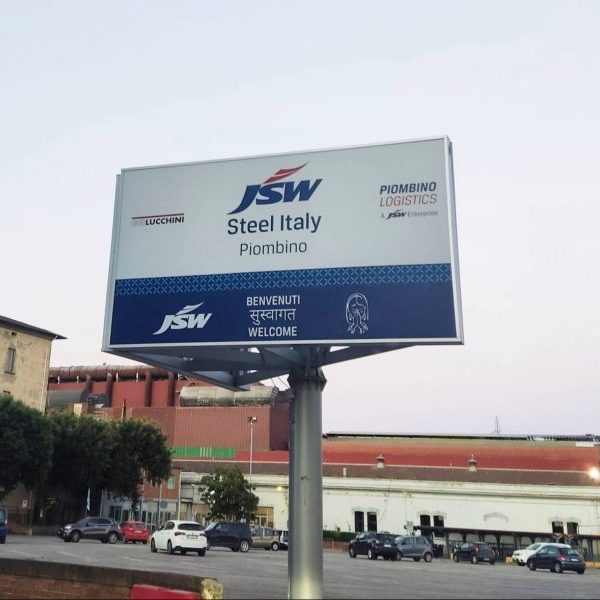 JSW
Steel Italy
Piombino
LUCCHINI
PIOMBINO
LOGISTICS
A JSW Enterprise
JSW
BENVENUTI
सुस्वागत
WELCOME